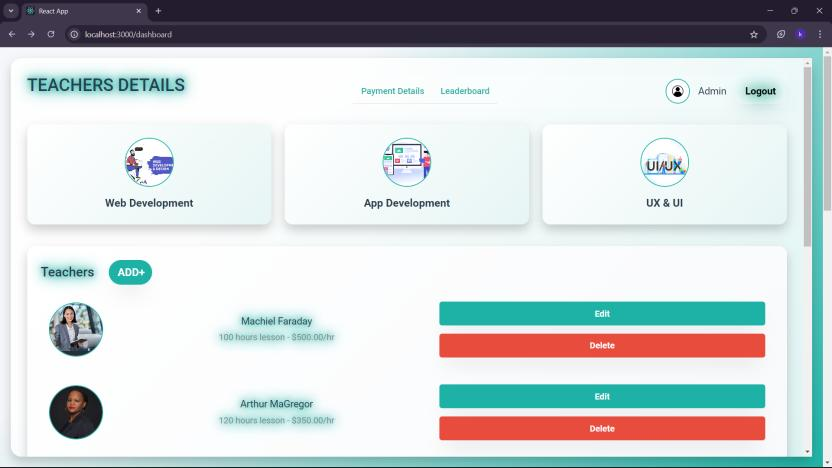 React App
localhost:3000/dashboard
k
TEACHERS DETAILS
Payment Details
Leaderboard
Admin
Logout
WEB
UI/UX
Web Development
App Development
UX & UI
Teachers
ADD+
Machiel Faraday
100 hours lesson - $500.00/hr
Edit
Delete
Arthur MaGregor
120 hours lesson - $350.00/hr
Edit
Delete